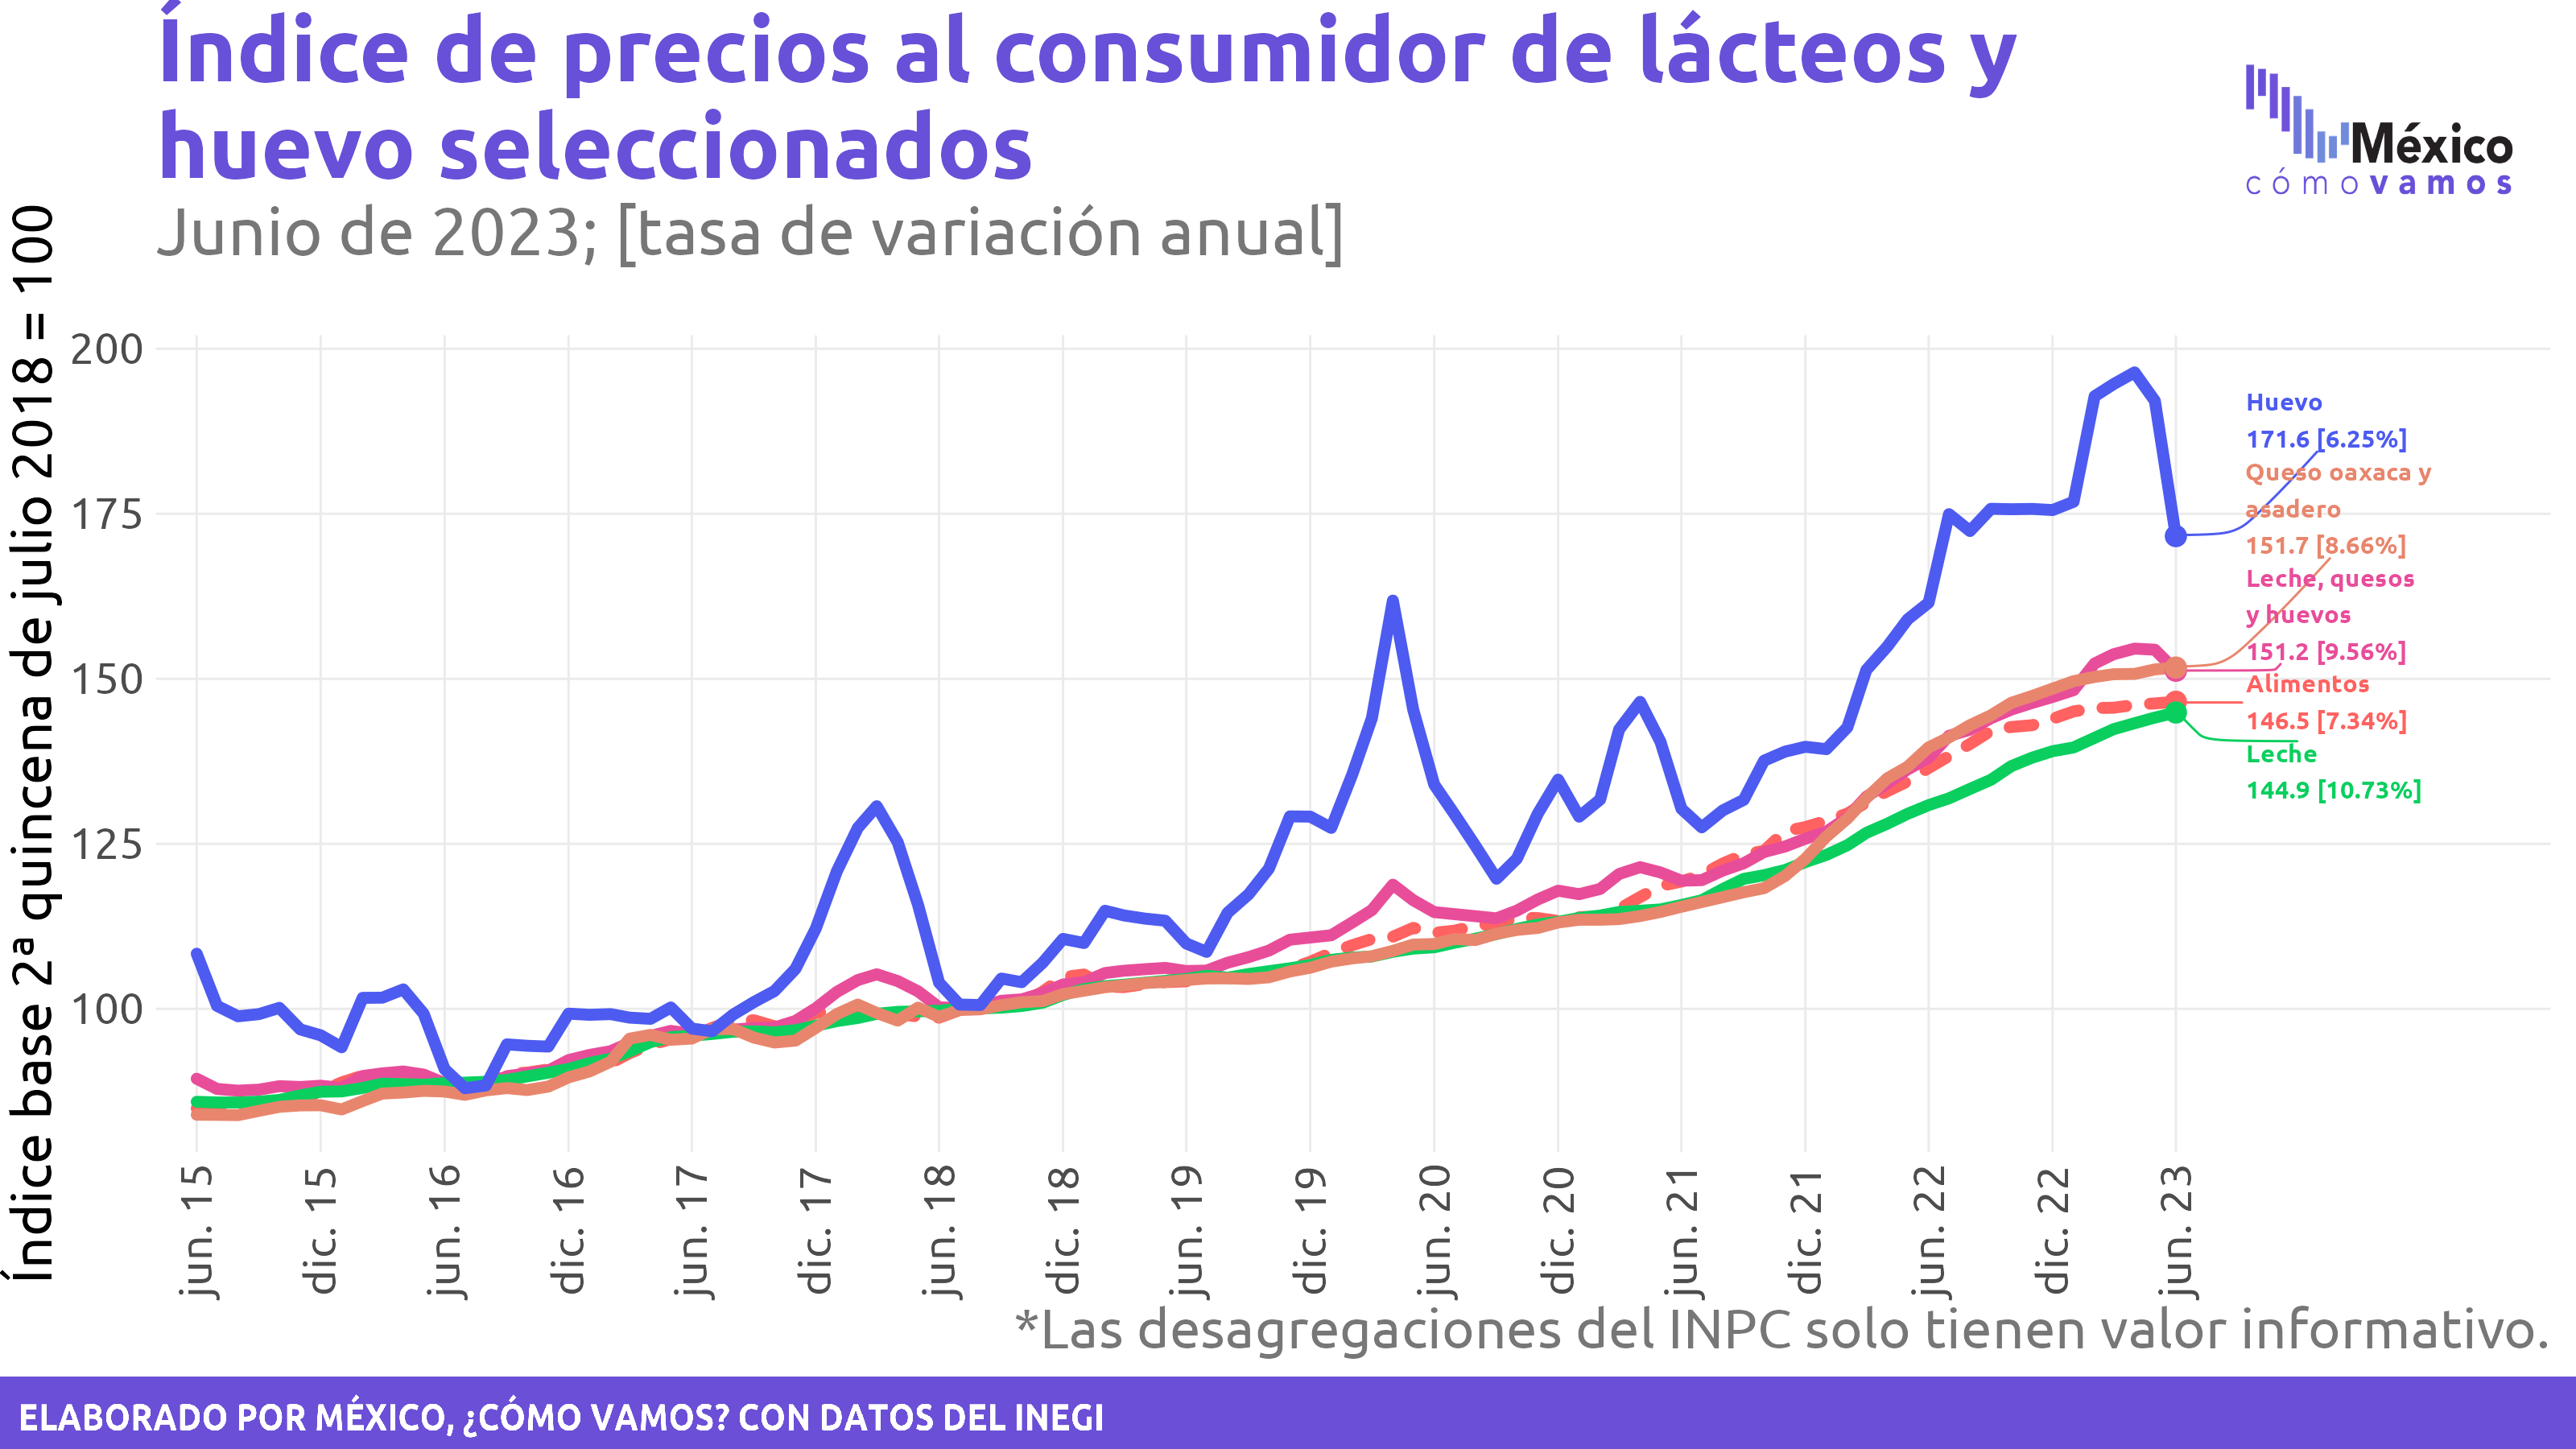 Índice de precios al consumidor de lácteos y
huevo seleccionados
Junio de 2023; [tasa de variación anual]
México
cómo vamos
Índice base 2ª quincena de julio 2018 = 100
200
175
150
125
100
Huevo
171.6 [6.25%]
Queso oaxaca y
asadero
151.7 [8.66%]
Leche, quesos
y huevos
151.2 [9.56%]
Alimentos
146.5 [7.34%]
Leche
144.9 [10.73%]
jun. 15
dic. 15
jun. 16
dic. 16
jun. 17
dic. 17
jun. 18
dic. 18
jun. 19
dic. 19
jun. 20
dic. 20
jun. 21
dic. 21
jun. 22
dic. 22
jun. 23
*Las desagregaciones del INPC solo tienen valor informativo.
ELABORADO POR MÉXICO, ¿CÓMO VAMOS? CON DATOS DEL INEGI